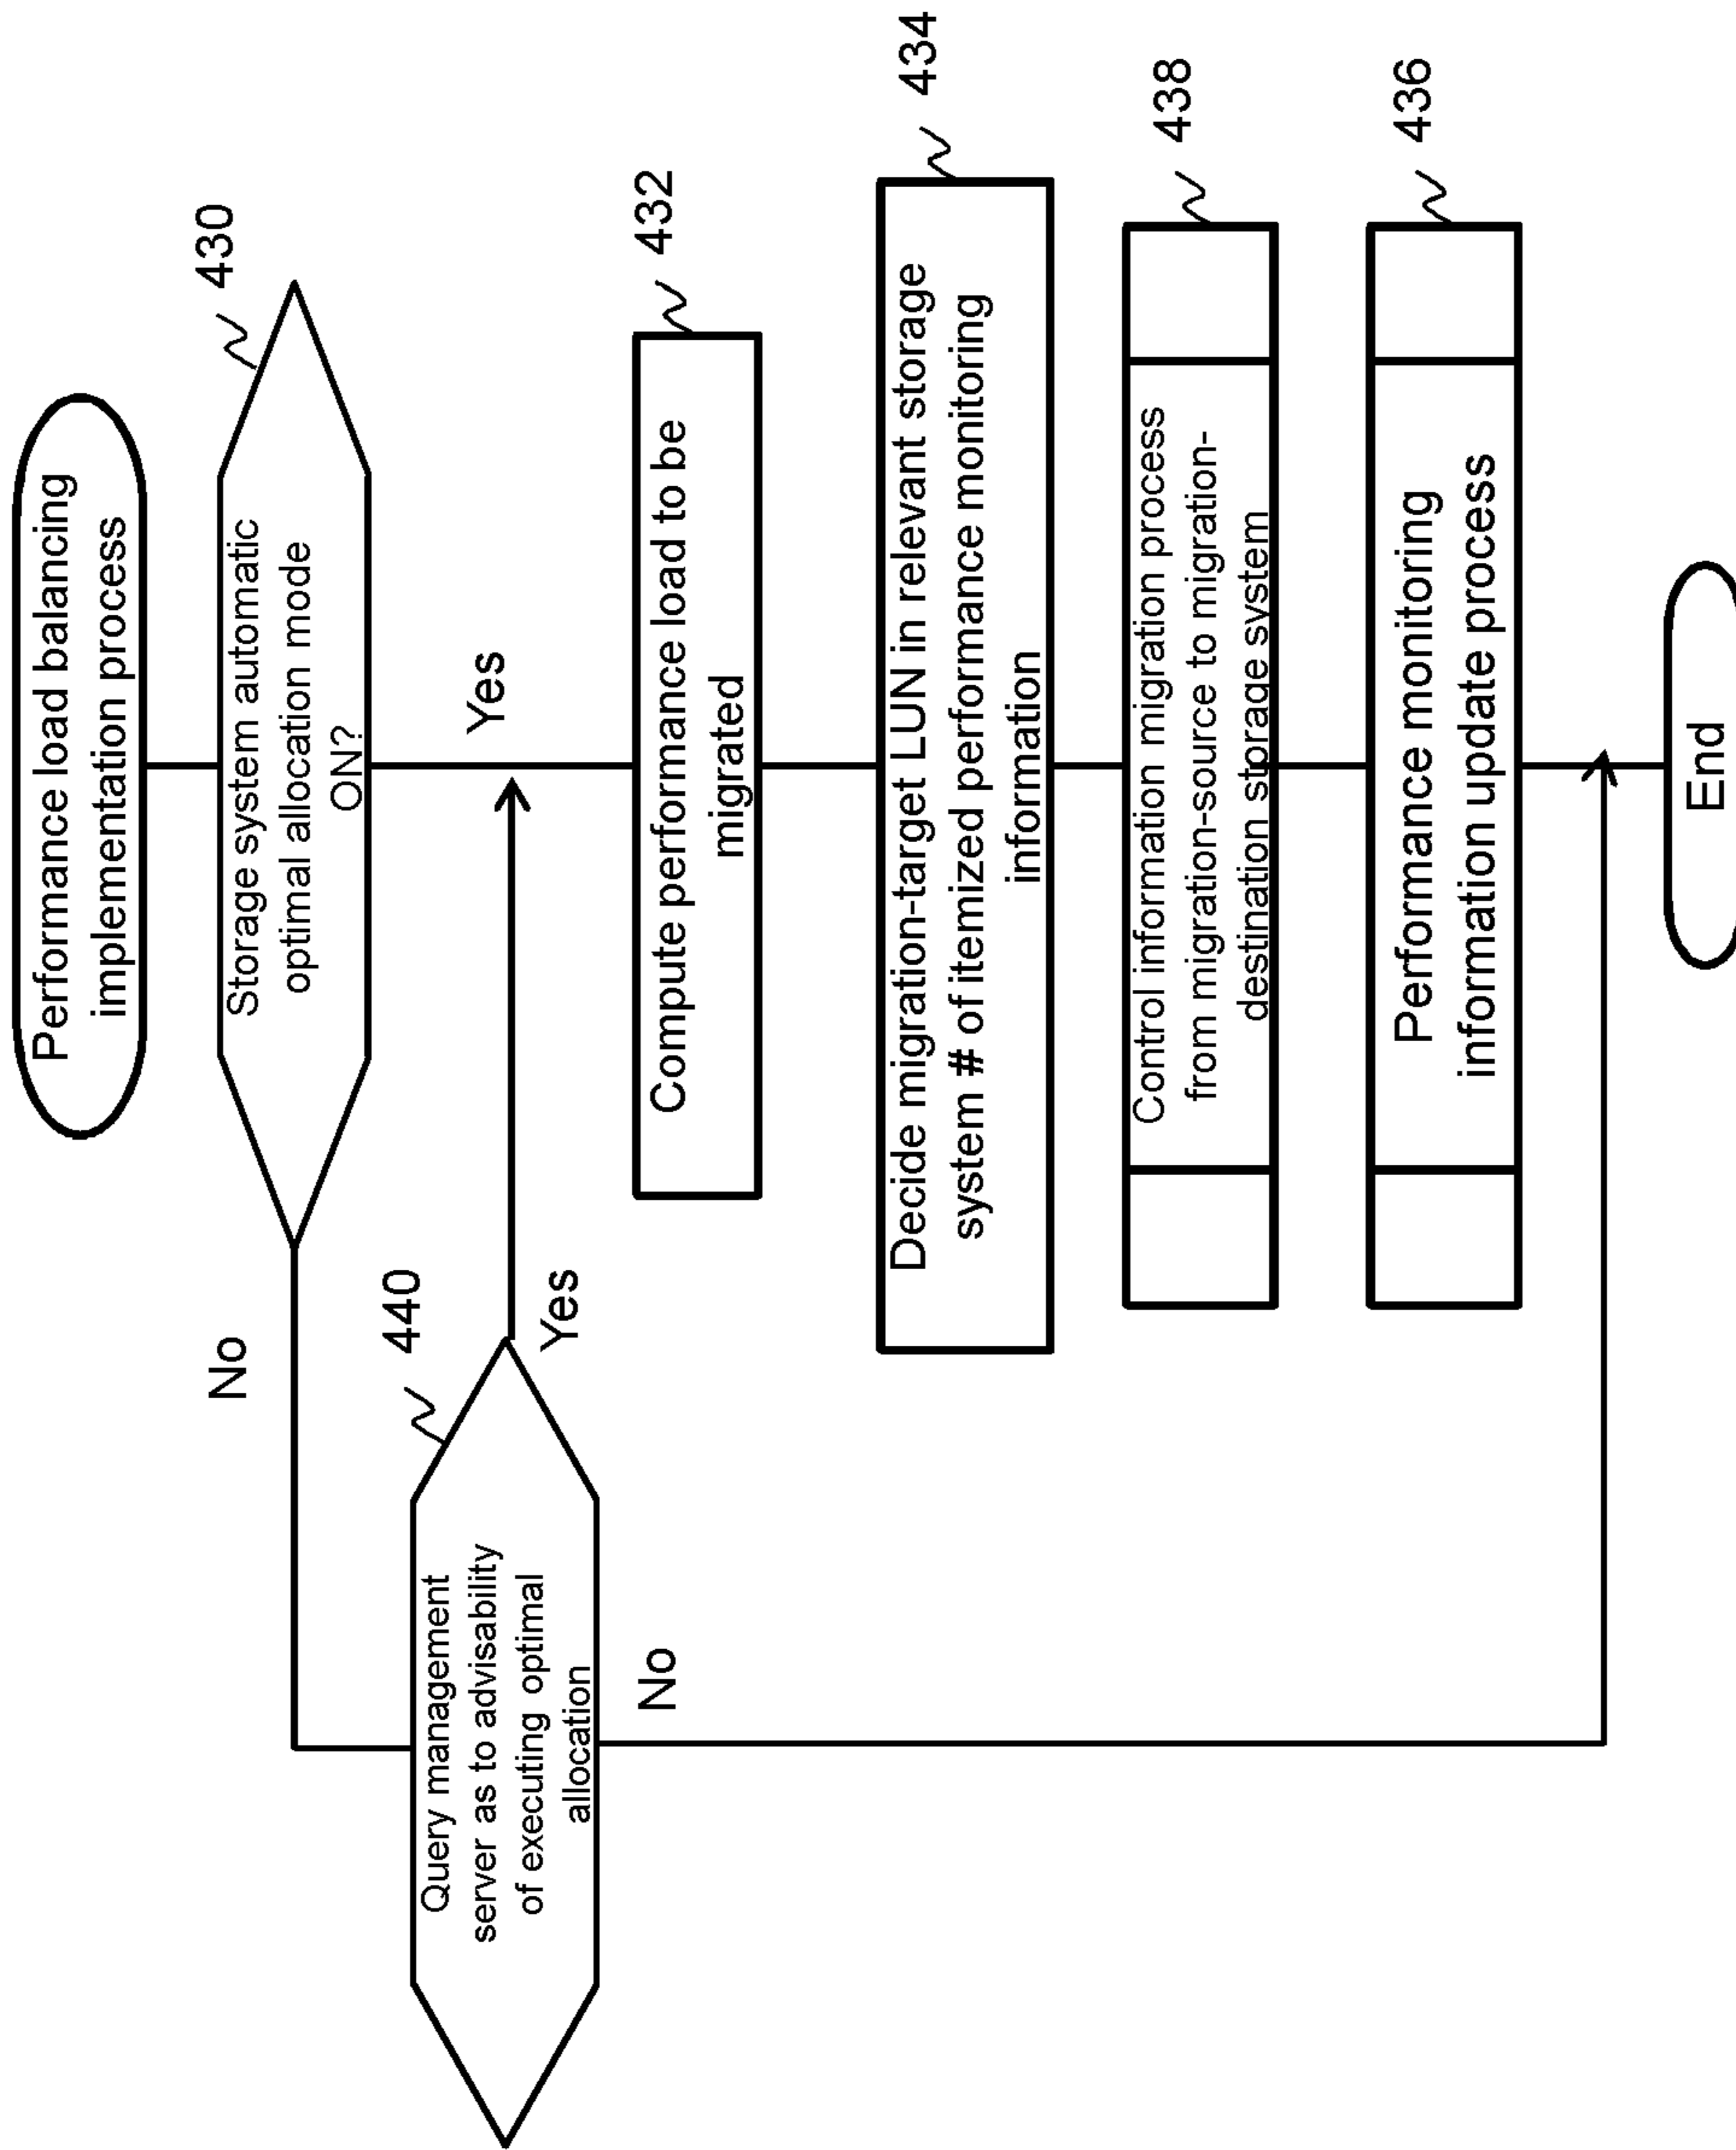 Performance load balancing
implementation process
430
Storage system automatic
optimal allocation mode
ON?
No
Yes
440
Query management
server as to advisability
of executing optimal
allocation
Yes
No
432
Compute performance load to be
migrated
434
Decide migration-target LUN in relevant storage
system # of itemized performance monitoring
information
438
Control information migration process
from migration-source to migration-
destination storage system
436
Performance monitoring
information update process
End